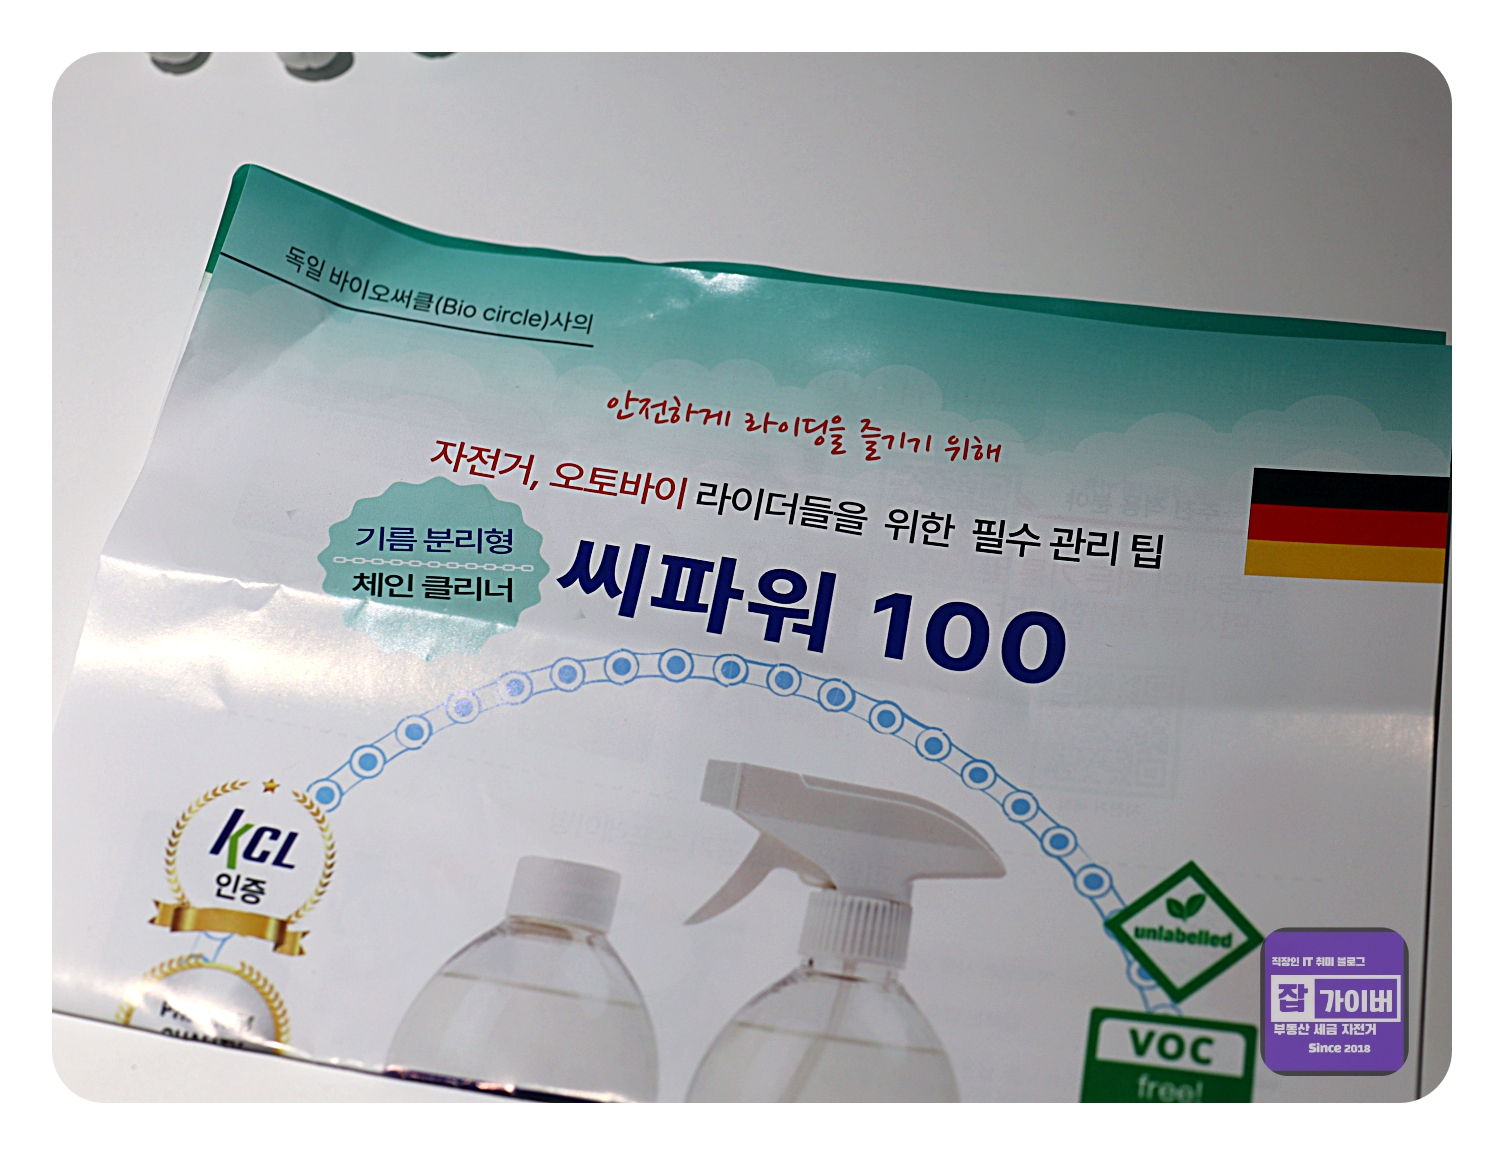 독일 바이오써클(Bio circle)사의
안전하게 라이딩을 즐기기 위해
자전거, 오토바이 라이더들을 위한 필수 관리 팁
기름 분리형
체인 클리너
씨파워 100
KCL
인증
unlabelled
VOC
free!
직장인 IT 취미 블로그
잡가이버
부동산 세금 자전거
Since 2018